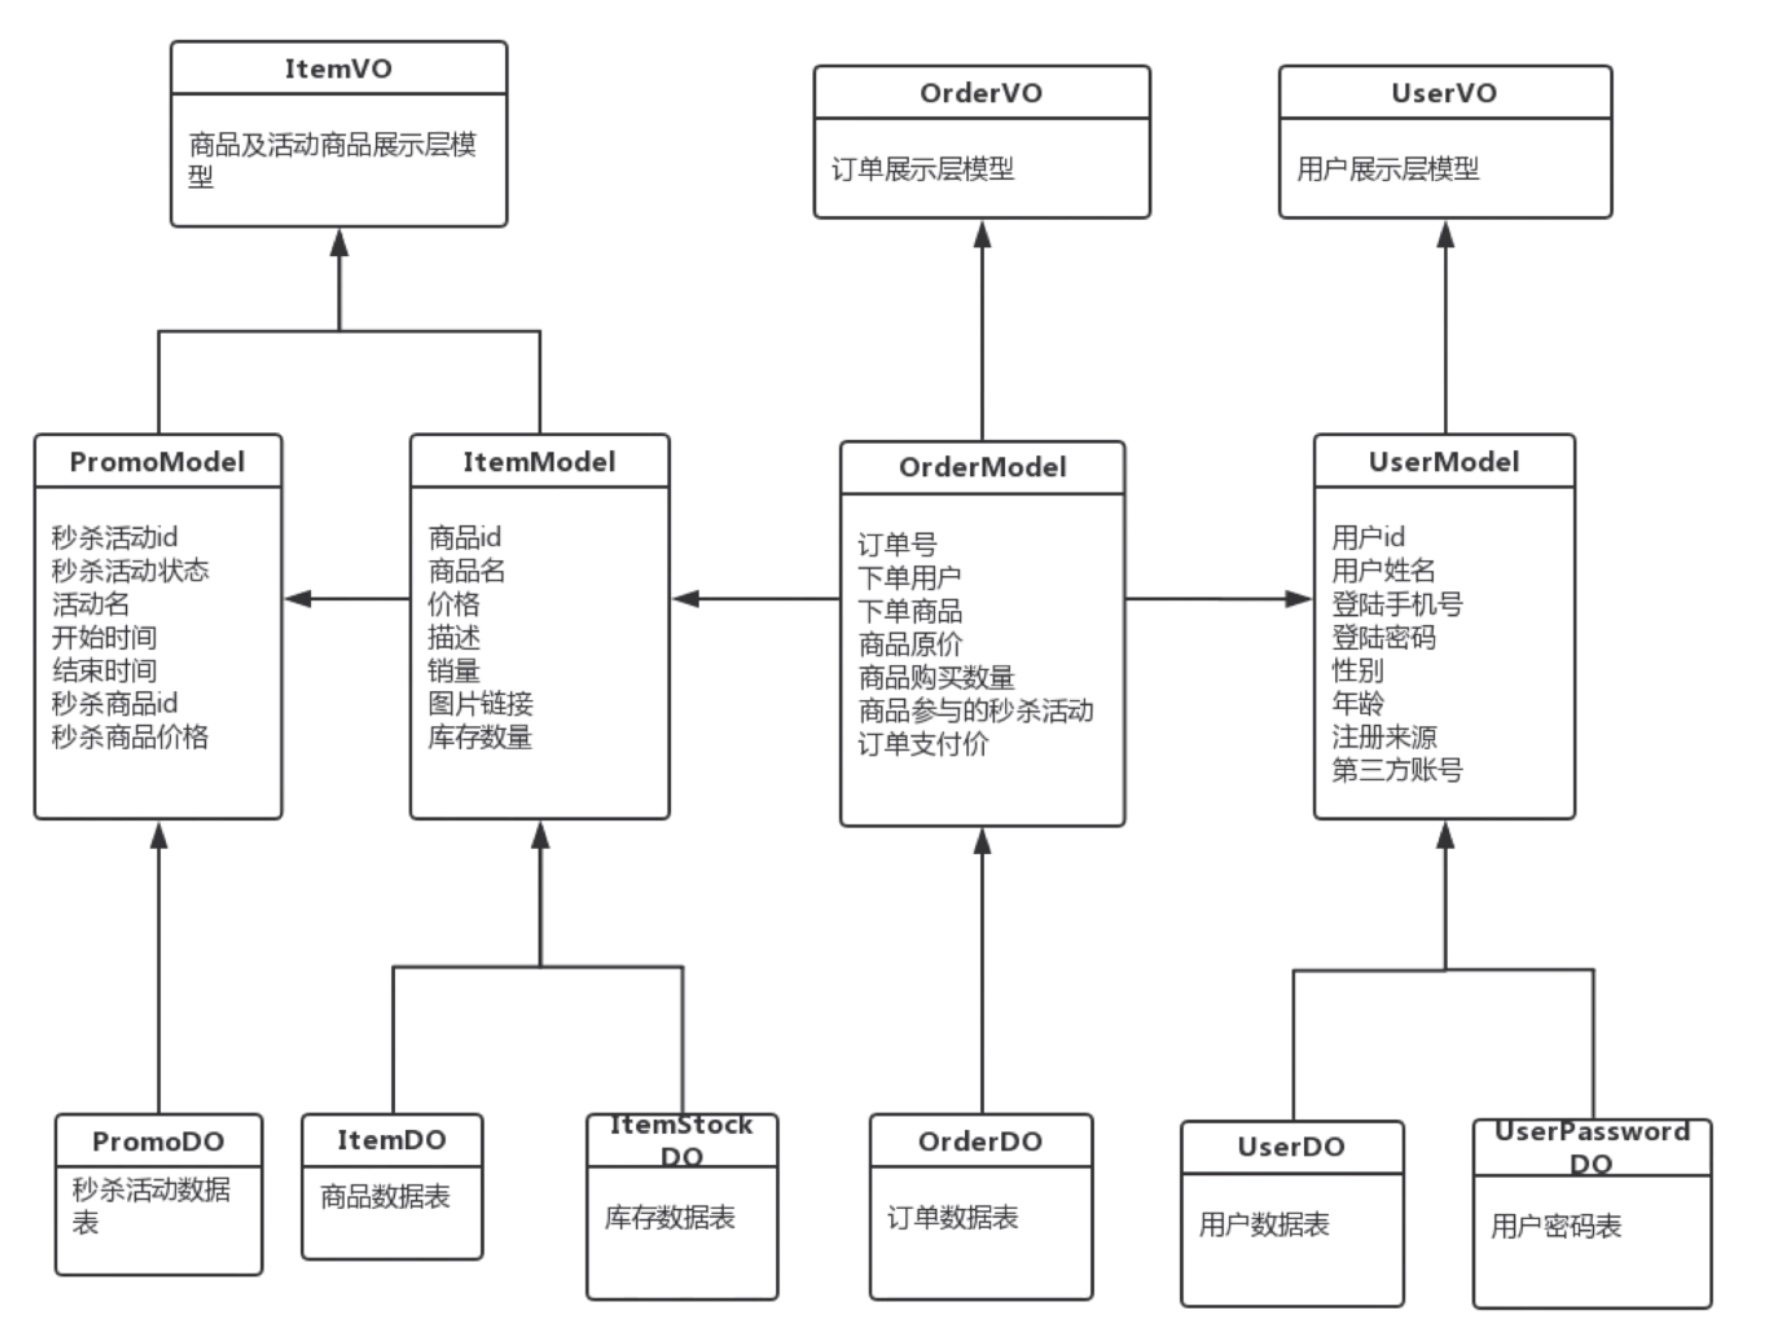 ItemVO
商品及活动商品展示层模
型
OrderVO
订单展示层模型
UserVO
用户展示层模型
PromoModel
秒杀活动id
秒杀活动状态
活动名
开始时间
结束时间
秒杀商品id
秒杀商品价格
ItemModel
商品id
商品名
价格
描述
销量
图片链接
库存数量
OrderModel
订单号
下单用户
下单商品
商品原价
商品购买数量
商品参与的秒杀活动
订单支付价
UserModel
用户id
用户姓名
登陆手机号
登陆密码
性别
年龄
注册来源
第三方账号
PromoDO
秒杀活动数据
表
ItemDO
商品数据表
ItemStock
DO
库存数据表
OrderDO
订单数据表
UserDO
用户数据表
UserPassword
DO
用户密码表